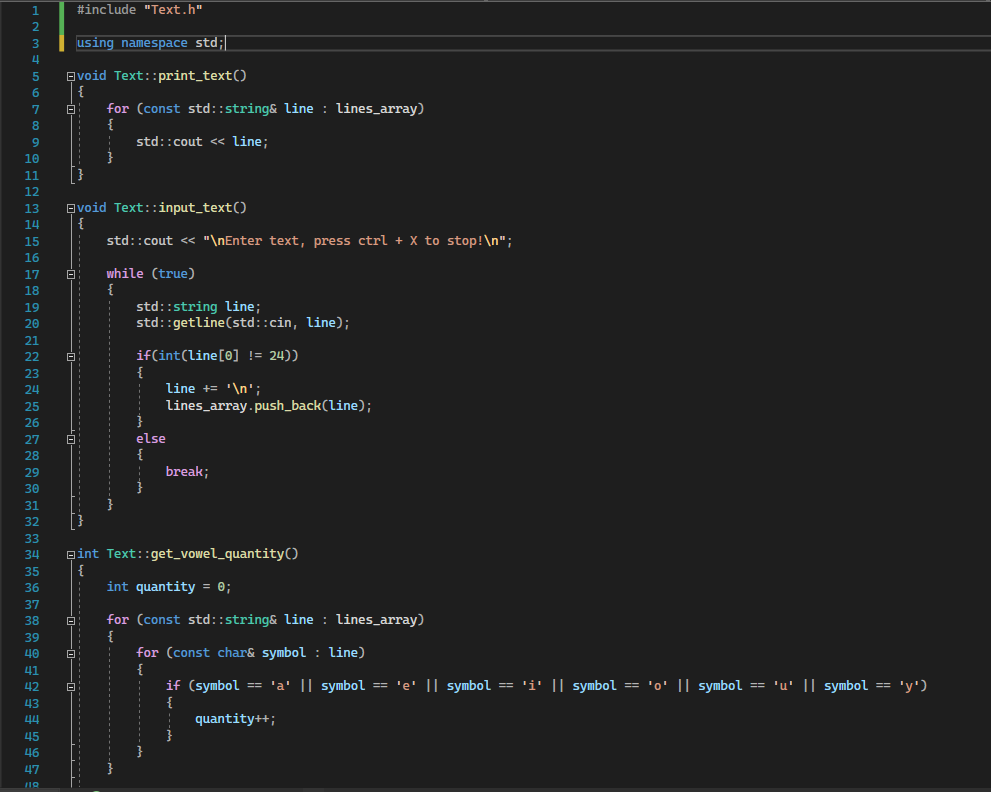 1 #include "Text.h"
2
3 using namespace std;
4
5 void Text::print_text()
6 {
7     for (const std::string& line : lines_array)
8     {
9         std::cout << line;
10     }
11 }
12
13 void Text::input_text()
14 {
15     std::cout << "\nEnter text, press ctrl + X to stop!\n";
16
17     while (true)
18     {
19         std::string line;
20         std::getline(std::cin, line);
21
22         if(int(line[0] != 24))
23         {
24             line += '\n';
25             lines_array.push_back(line);
26         }
27         else
28         {
29             break;
30         }
31     }
32 }
33
34 int Text::get_vowel_quantity()
35 {
36     int quantity = 0;
37
38     for (const std::string& line : lines_array)
39     {
40         for (const char& symbol : line)
41         {
42             if (symbol == 'a' || symbol == 'e' || symbol == 'i' || symbol == 'o' || symbol == 'u' || symbol == 'y')
43             {
44                 quantity++;
45             }
46         }
47     }
48